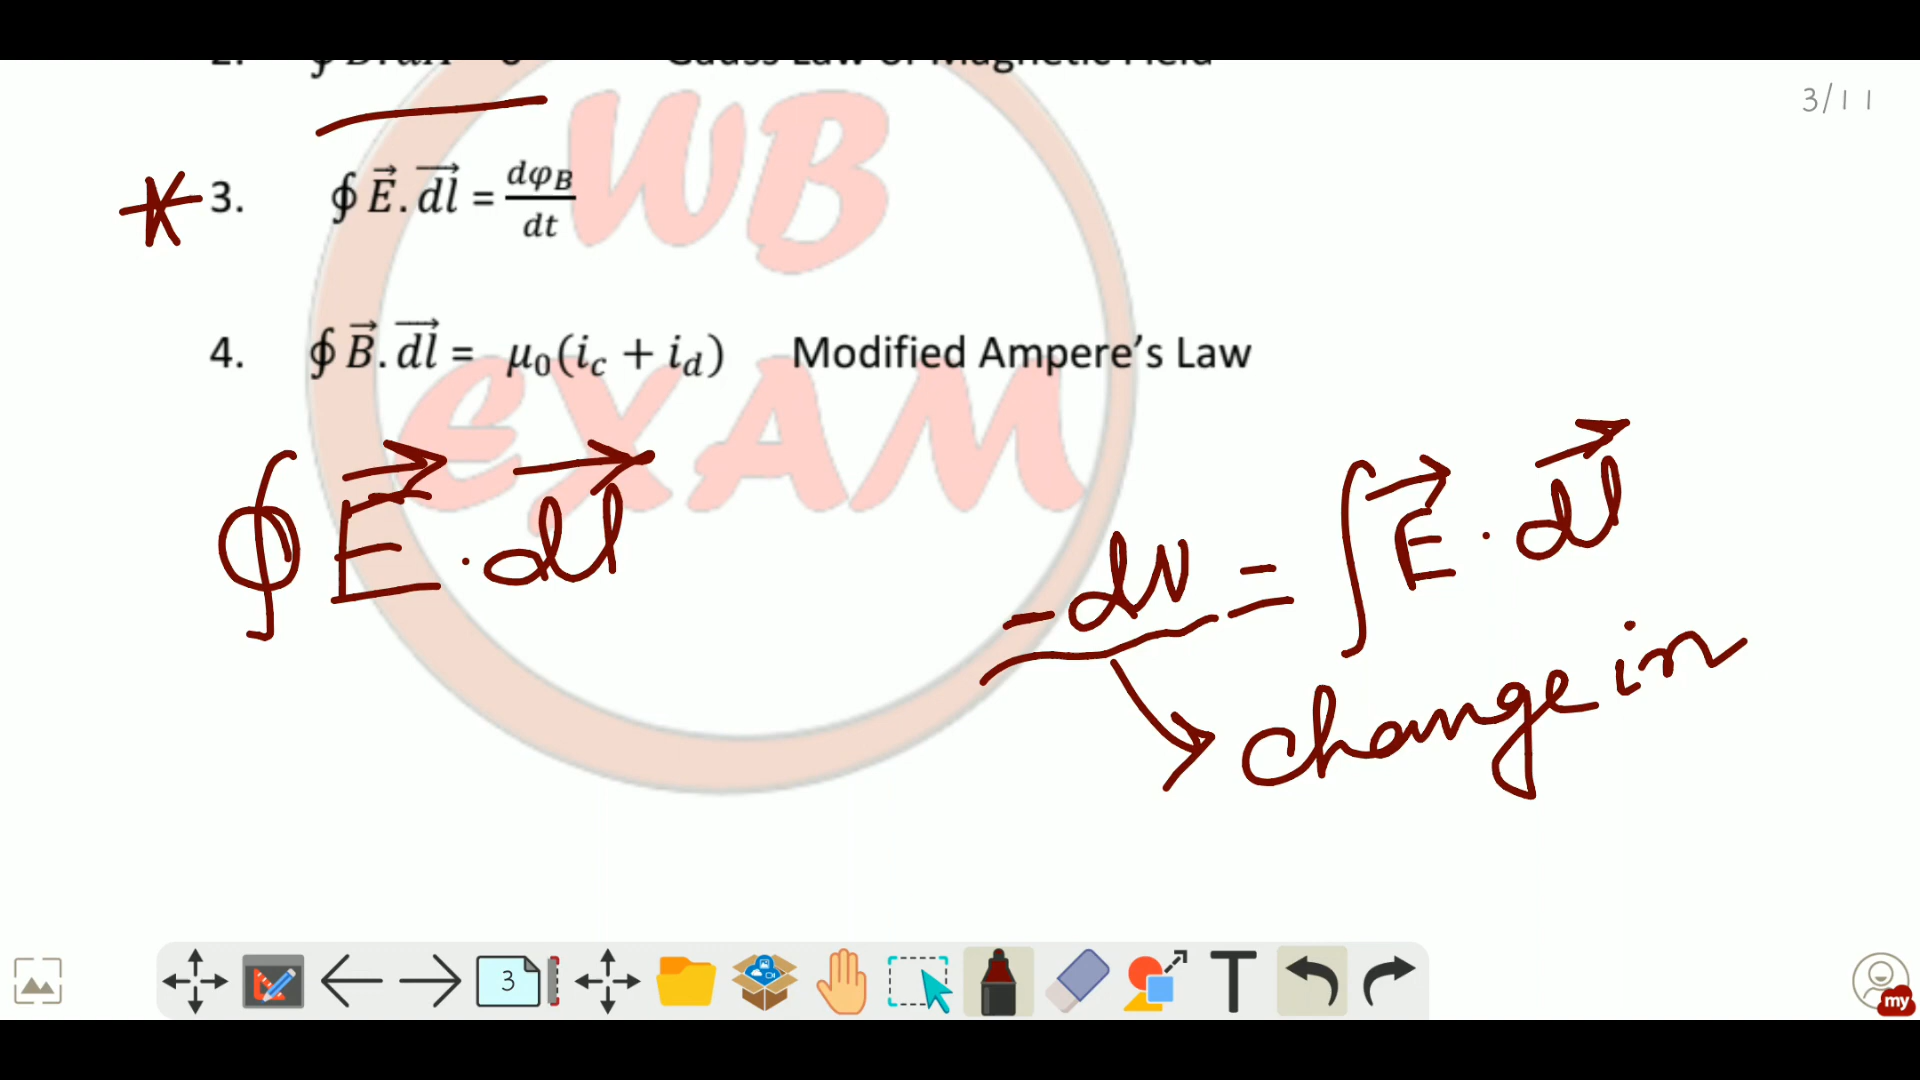 3/11
3. ∮ E⃗ . dl⃗ = dφ_B/dt
4. ∮ B⃗ . dl⃗ = μ₀(i_c + i_d) Modified Ampere's Law
WB
EXAM
∮ E⃗ . dl⃗
-dV = ∫ E⃗ . dl⃗
change in
3
T
my